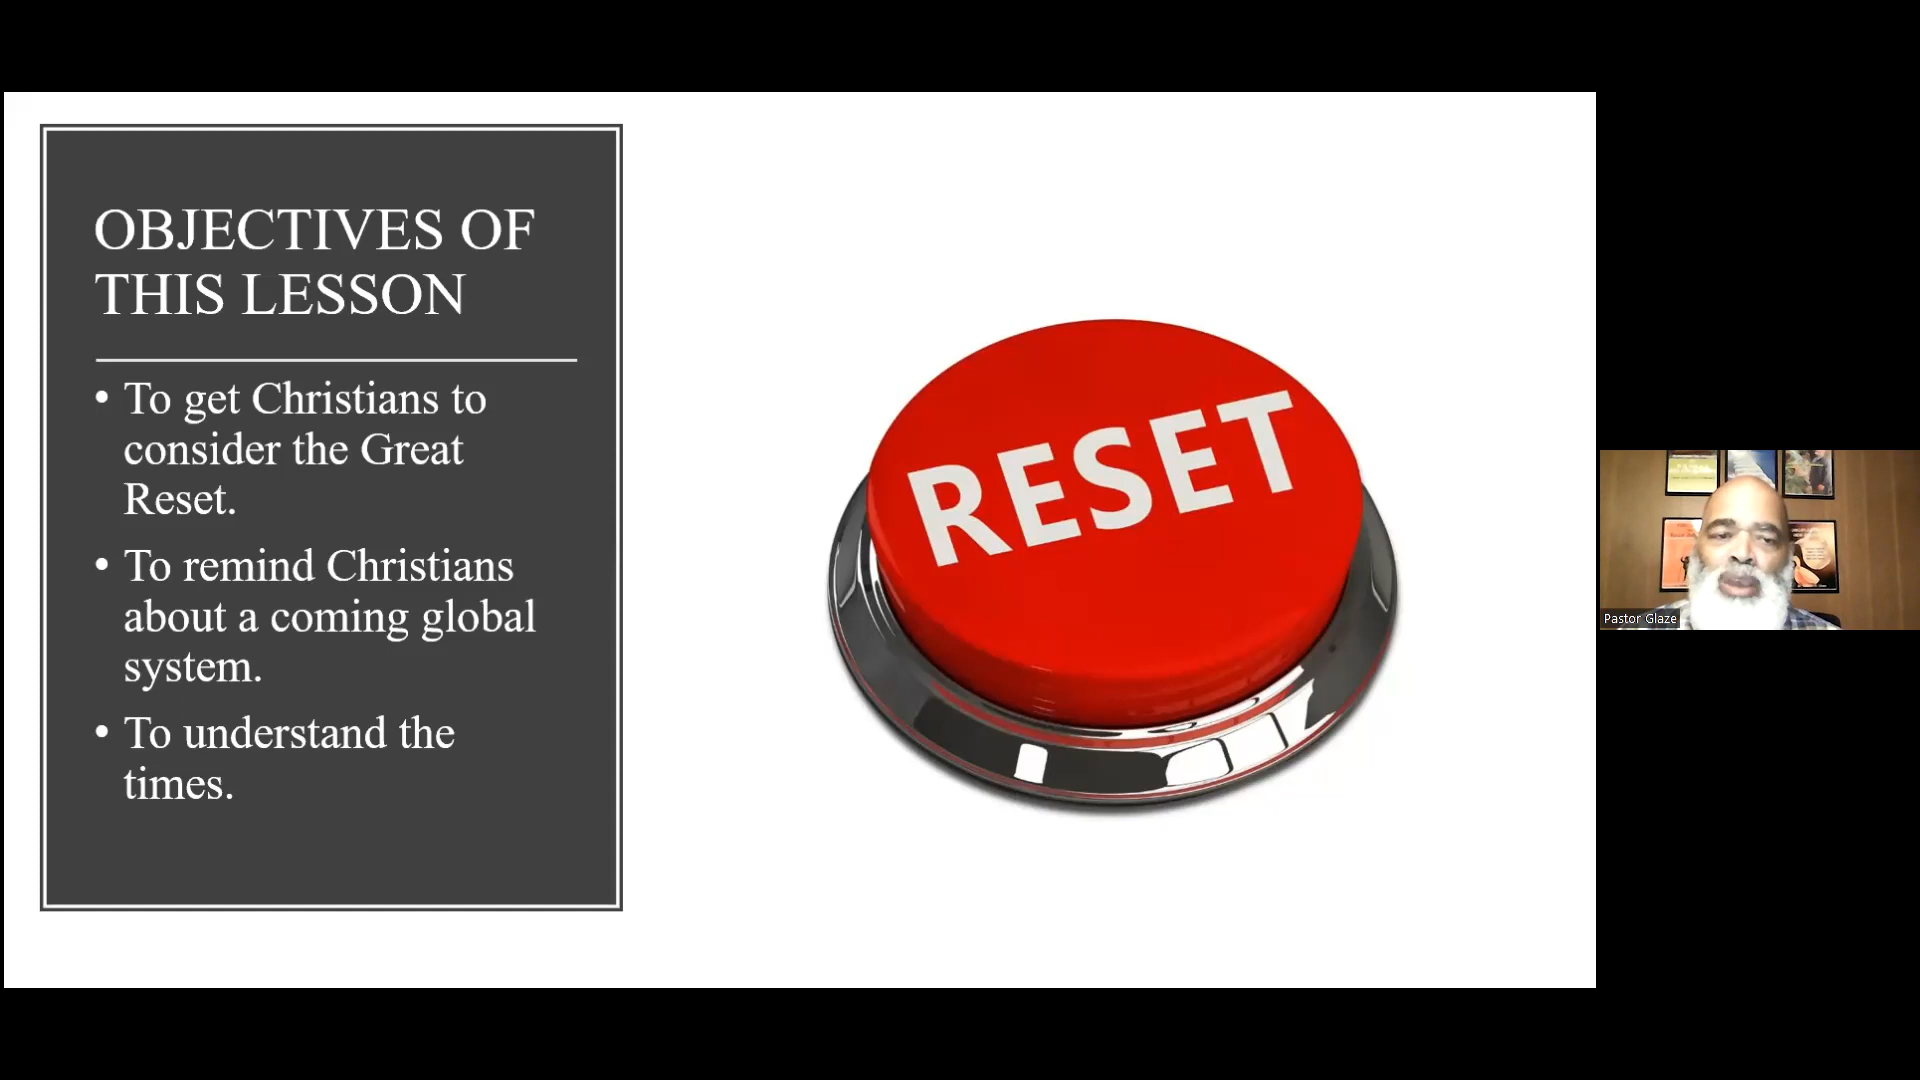 OBJECTIVES OF
THIS LESSON
• To get Christians to
consider the Great
Reset.
• To remind Christians
about a coming global
system.
• To understand the
times.
RESET
Pastor Glaze